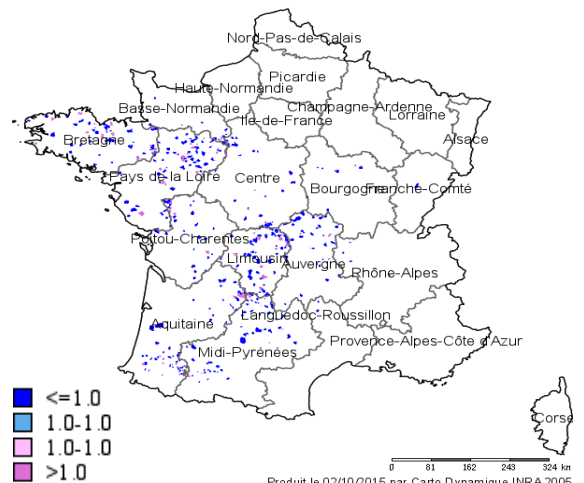 Nord-Pas-de-Calais
Picardie
Haute-Normandie
Champagne-Ardenne
Basse-Normandie
Lorraine
Ile-de-France
Alsace
Bretagne
Pays de la Loire
Centre
Bourgogne
Franche-Comté
Poitou-Charentes
Limousin
Auvergne
Rhône-Alpes
Languedoc-Roussillon
Aquitaine
Provence-Alpes-Côte d'Azur
Midi-Pyrénées
<=1.0
1.0-1.0
1.0-1.0
>1.0
Corse
0 81 162 243 324 km
Produit le 02/10/2015 par Carto Dynamique INRA 2005